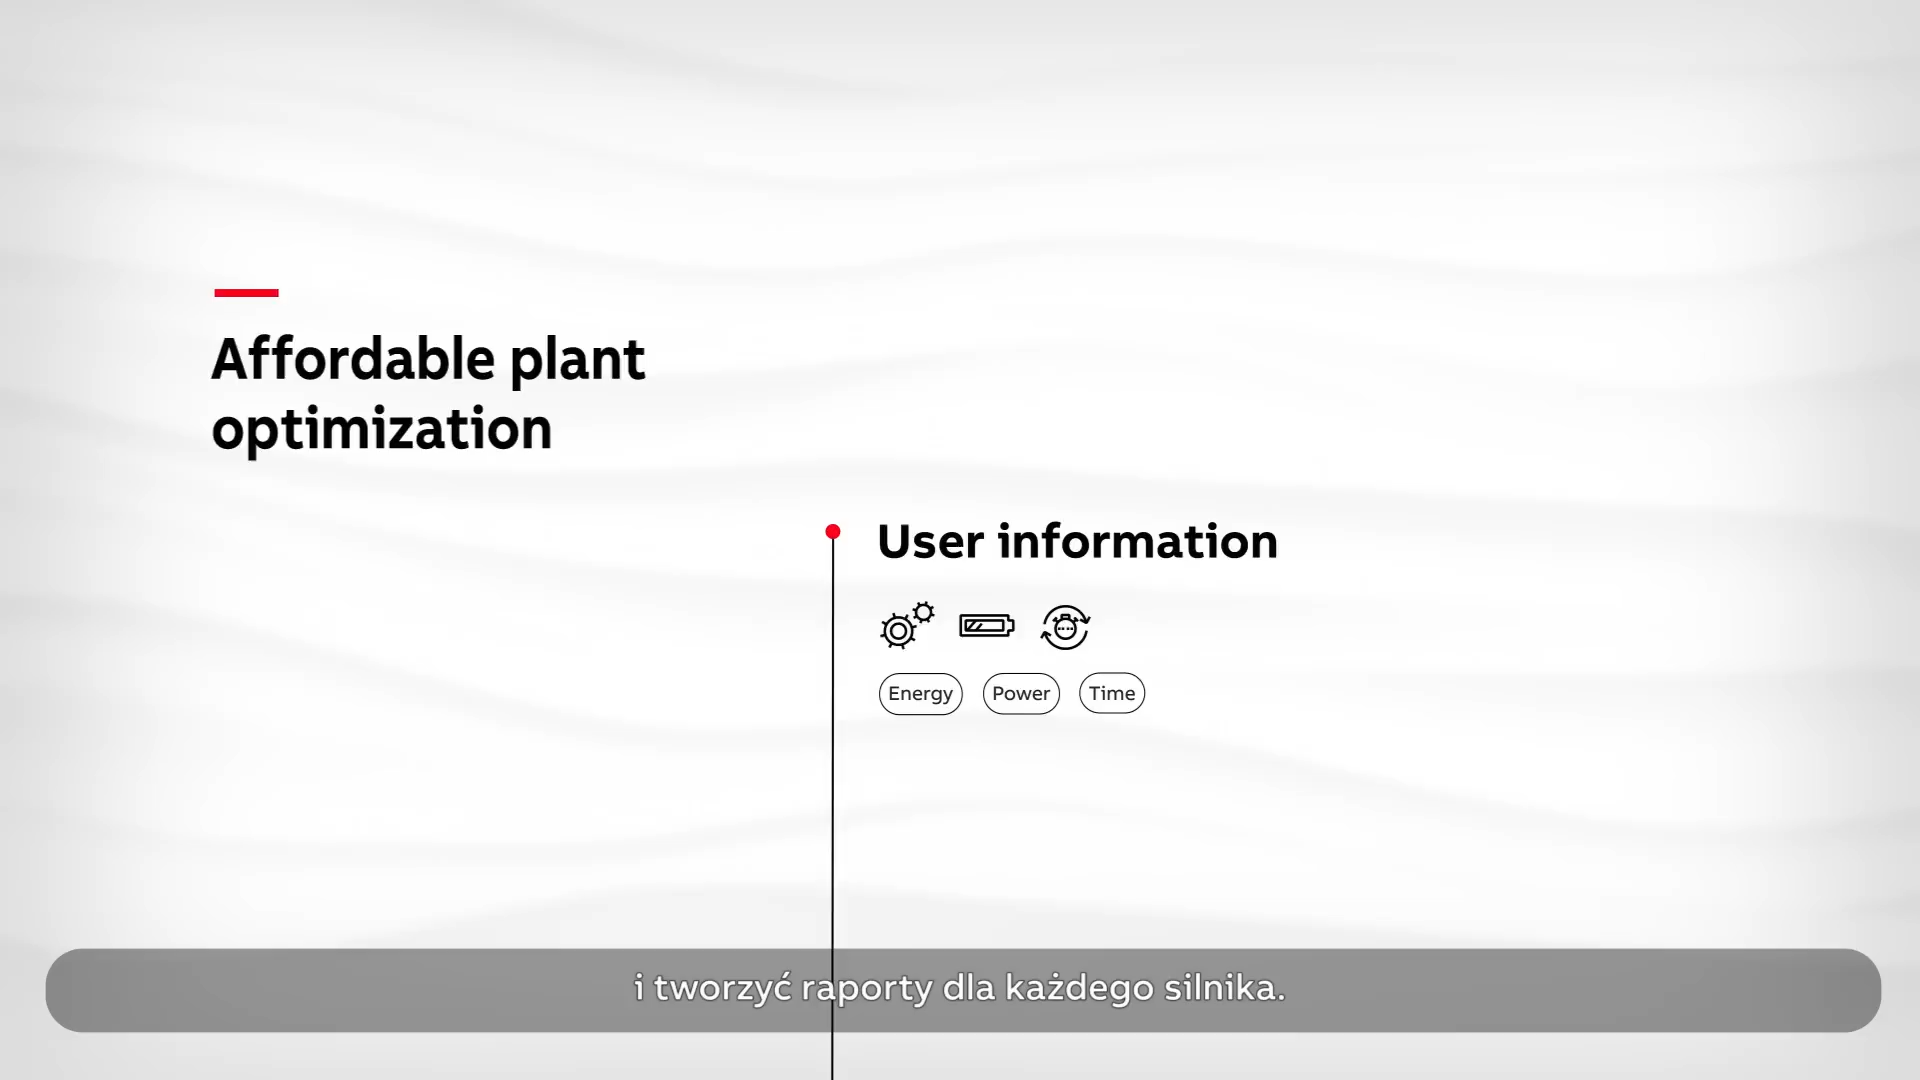 Affordable plant
optimization
User information
Energy Power Time
i tworzyć raporty dla każdego silnika.